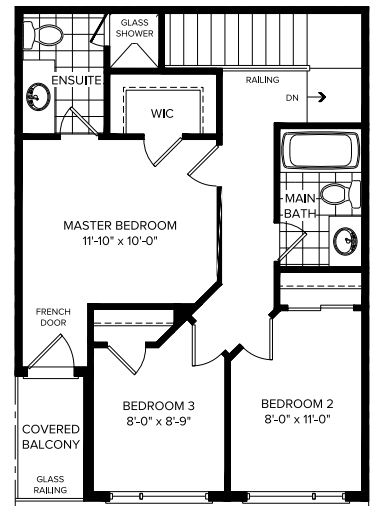 GLASS
SHOWER
ENSUITE
RAILING
DN
WIC
MAIN
BATH
MASTER BEDROOM
11'-10" x 10'-0"
FRENCH
DOOR
BEDROOM 3
8'-0" x 8'-9"
BEDROOM 2
8'-0" x 11'-0"
COVERED
BALCONY
GLASS
RAILING